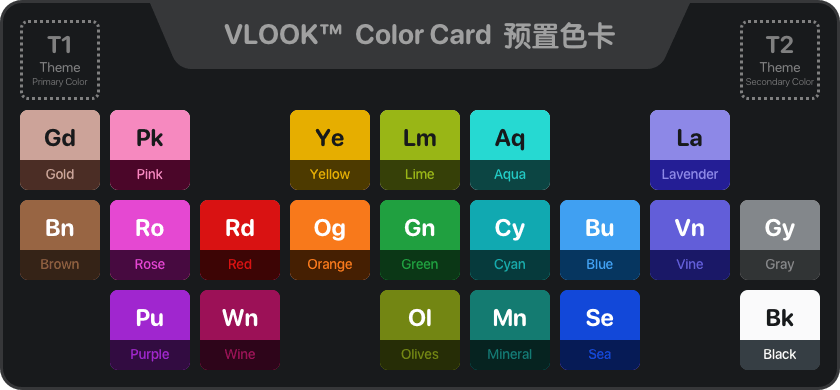 VLOOK™ Color Card 预置色卡
T1
Theme
Primary Color
T2
Theme
Secondary Color
Gd
Gold
Pk
Pink
Ye
Yellow
Lm
Lime
Aq
Aqua
La
Lavender
Bn
Brown
Ro
Rose
Rd
Red
Og
Orange
Gn
Green
Cy
Cyan
Bu
Blue
Vn
Vine
Gy
Gray
Pu
Purple
Wn
Wine
Ol
Olives
Mn
Mineral
Se
Sea
Bk
Black